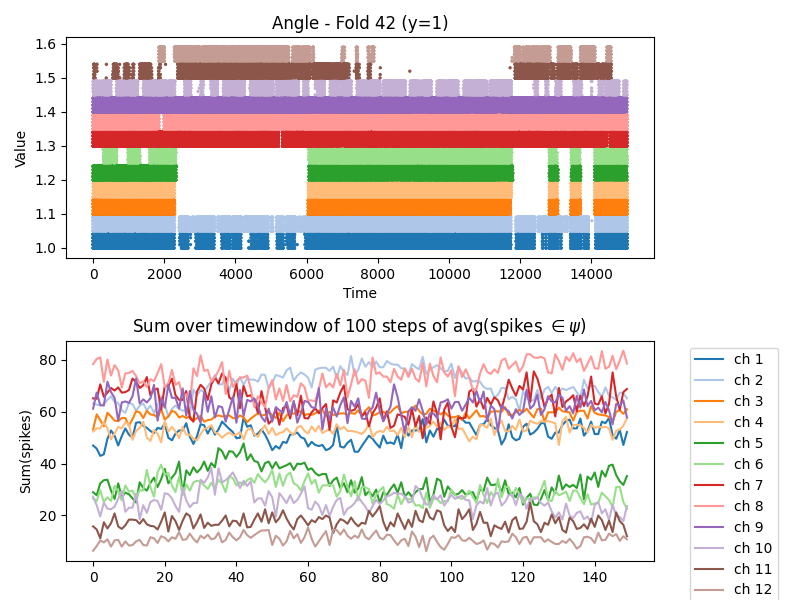 Angle - Fold 42 (y=1)
1.6
1.5
1.4
1.3
1.2
1.1
1.0
Value
0 2000 4000 6000 8000 10000 12000 14000
Time
Sum over timewindow of 100 steps of avg(spikes ∈ ψ)
80
60
40
20
Sum(spikes)
0 20 40 60 80 100 120 140
ch 1
ch 2
ch 3
ch 4
ch 5
ch 6
ch 7
ch 8
ch 9
ch 10
ch 11
ch 12